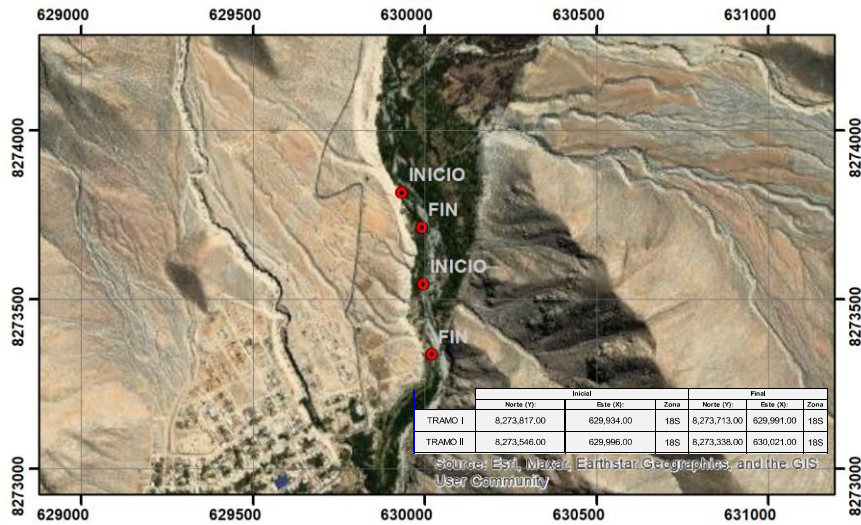 629000 629500 630000 630500 631000
8274000 8274000
INICIO
FIN
INICIO
8273500 8273500
FIN
Inicial Final
Norte (Y): Este (X): Zona Norte (Y): Este (X): Zona
TRAMO I 8,273,817.00 629,934.00 18S 8,273,713.00 629,991.00 18S
TRAMO II 8,273,546.00 629,996.00 18S 8,273,338.00 630,021.00 18S
Source: Esri, Maxar, Earthstar Geographics, and the GIS
User Community
8273000 8273000
629000 629500 630000 630500 631000